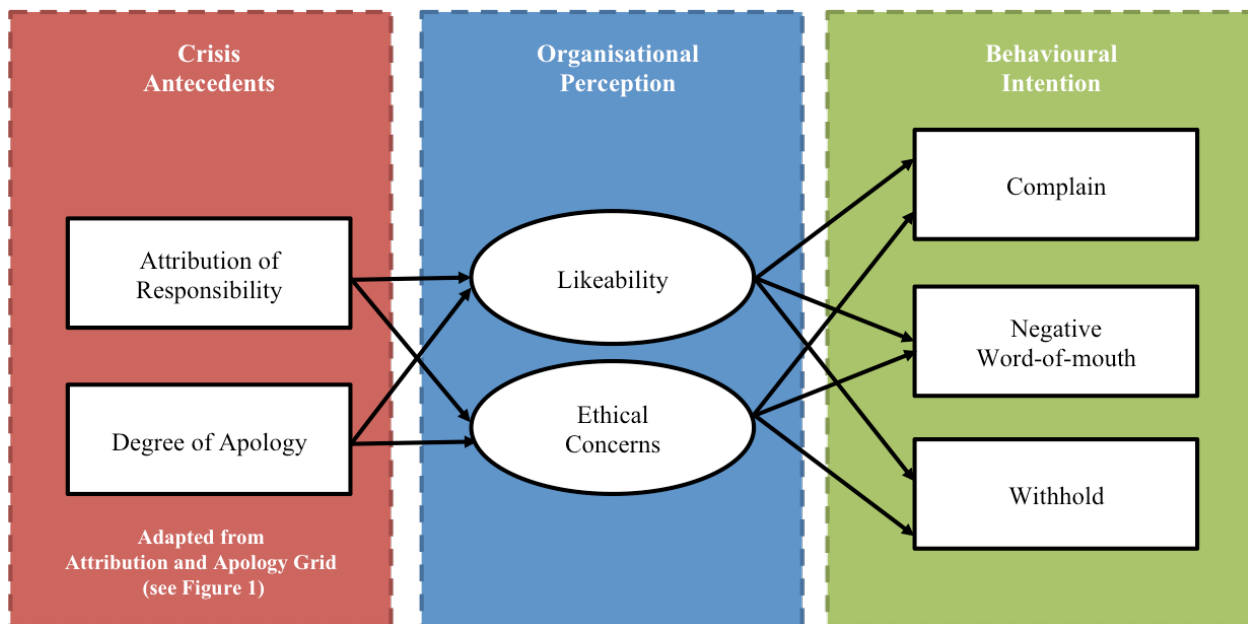 Crisis
Antecedents
Attribution of
Responsibility
Degree of Apology
Adapted from
Attribution and Apology Grid
(see Figure 1)
Organisational
Perception
Likeability
Ethical
Concerns
Behavioural
Intention
Complain
Negative
Word-of-mouth
Withhold